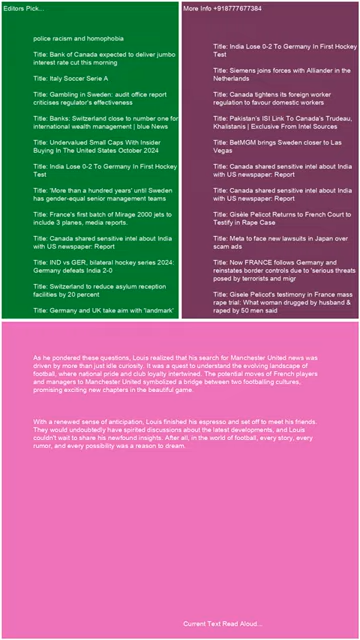 Editors Pick...
police racism and homophobia
Title: Bank of Canada expected to deliver jumbo
interest rate cut this morning
Title: Italy Soccer Serie A
Title: Gambling in Sweden: audit office report
criticises regulator's effectiveness
Title: Banks: Switzerland close to number one for
international wealth management | blue News
Title: Undervalued Small Caps With Insider
Buying In The United States October 2024
Title: India Lose 0-2 To Germany In First Hockey
Test
Title: 'More than a hundred years' until Sweden
has gender-equal senior management teams
Title: France's first batch of Mirage 2000 jets to
include 3 planes, media reports.
Title: Canada shared sensitive intel about India
with US newspaper: Report
Title: IND vs GER, bilateral hockey series 2024:
Germany defeats India 2-0
Title: Switzerland to reduce asylum reception
facilities by 20 percent
Title: Germany and UK take aim with 'landmark'
More Info +918777677384
Title: India Lose 0-2 To Germany In First Hockey
Test
Title: Siemens joins forces with Alliander in the
Netherlands
Title: Canada tightens its foreign worker
regulation to favour domestic workers
Title: Pakistan's ISI Link To Canada's Trudeau,
Khalistanis | Exclusive From Intel Sources
Title: BetMGM brings Sweden closer to Las
Vegas
Title: Canada shared sensitive intel about India
with US newspaper: Report
Title: Canada shared sensitive intel about India
with US newspaper: Report
Title: Gisèle Pelicot Returns to French Court to
Testify in Rape Case
Title: Meta to face new lawsuits in Japan over
scam ads
Title: Now FRANCE follows Germany and
reinstates border controls due to 'serious threats
posed by terrorists and migr
Title: Gisele Pelicot's testimony in France mass
rape trial: What woman drugged by husband &
raped by 50 men said
As he pondered these questions, Louis realized that his search for Manchester United news was
driven by more than just idle curiosity. It was a quest to understand the evolving landscape of
football, where national pride and club loyalty intertwined. The potential moves of French players
and managers to Manchester United symbolized a bridge between two footballing cultures,
promising exciting new chapters in the beautiful game.
With a renewed sense of anticipation, Louis finished his espresso and set off to meet his friends.
They would undoubtedly have spirited discussions about the latest developments, and Louis
couldn't wait to share his newfound insights. After all, in the world of football, every story, every
rumor, and every possibility was a reason to dream.
Current Text Read Aloud...